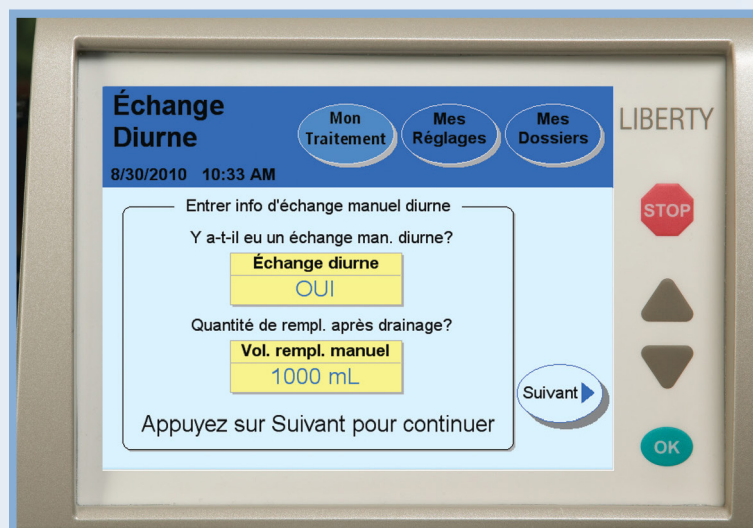 Échange
Diurne
8/30/2010 10:33 AM
Mon
Traitement
Mes
Réglages
Mes
Dossiers
LIBERTY
STOP
Entrer info d'échange manuel diurne
Y a-t-il eu un échange man. diurne?
Échange diurne
OUI
Quantité de rempl. après drainage?
Vol. rempl. manuel
1000 mL
Suivant
Appuyez sur Suivant pour continuer
OK